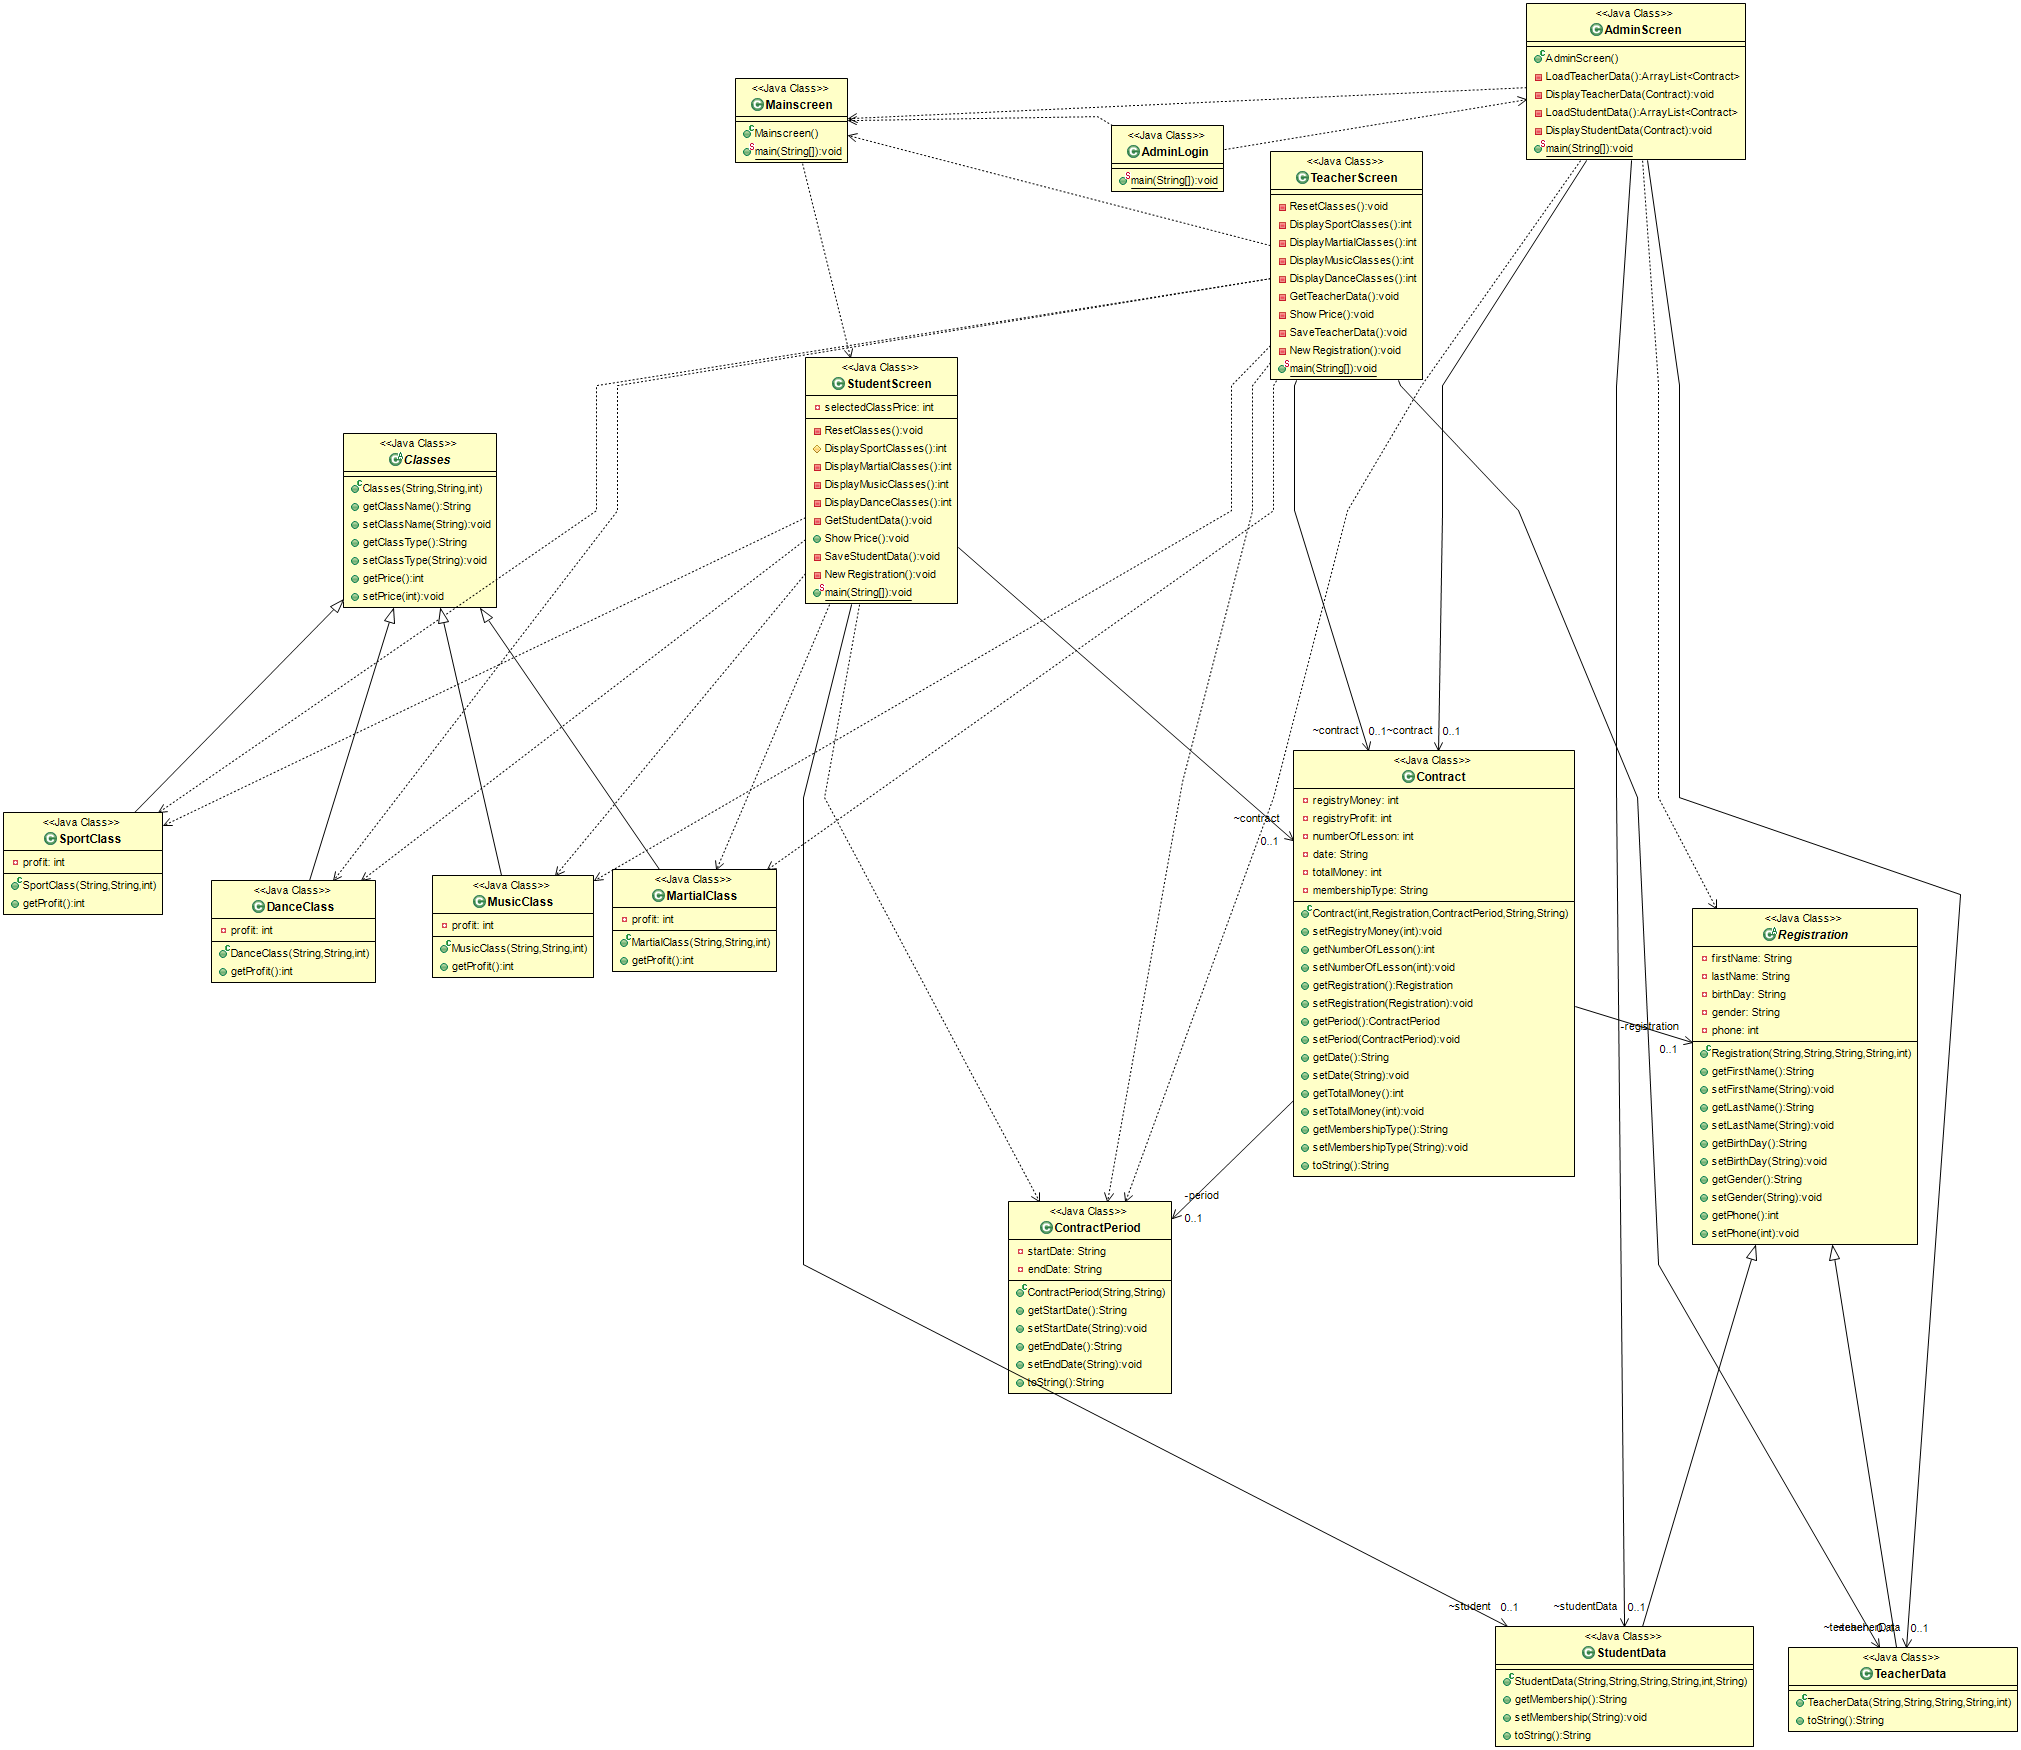 <<Java Class>>
AdminScreen
AdminScreen()
LoadTeacherData():ArrayList<Contract>
DisplayTeacherData(Contract):void
LoadStudentData():ArrayList<Contract>
DisplayStudentData(Contract):void
main(String[]):void
<<Java Class>>
Mainscreen
Mainscreen()
main(String[]):void
<<Java Class>>
AdminLogin
main(String[]):void
<<Java Class>>
TeacherScreen
ResetClasses():void
DisplaySportClasses():int
DisplayMartialClasses():int
DisplayMusicClasses():int
DisplayDanceClasses():int
GetTeacherData():void
ShowPrice():void
SaveTeacherData():void
NewRegistration():void
main(String[]):void
<<Java Class>>
StudentScreen
selectedClassPrice: int
ResetClasses():void
DisplaySportClasses():int
DisplayMartialClasses():int
DisplayMusicClasses():int
DisplayDanceClasses():int
GetStudentData():void
ShowPrice():void
SaveStudentData():void
NewRegistration():void
main(String[]):void
<<Java Class>>
Classes
Classes(String,String,int)
getClassName():String
setClassName(String):void
getClassType():String
setClassType(String):void
getPrice():int
setPrice(int):void
~contract 0..1
~contract 0..1
~contract
0..1
<<Java Class>>
Contract
registryMoney: int
registryProfit: int
numberOfLesson: int
date: String
totalMoney: int
membershipType: String
Contract(int,Registration,ContractPeriod,String,String)
setRegistryMoney(int):void
getNumberOfLesson():int
setNumberOfLesson(int):void
getRegistration():Registration
setRegistration(Registration):void
getPeriod():ContractPeriod
setPeriod(ContractPeriod):void
getDate():String
setDate(String):void
getTotalMoney():int
setTotalMoney(int):void
getMembershipType():String
setMembershipType(String):void
toString():String
<<Java Class>>
SportClass
profit: int
SportClass(String,String,int)
getProfit():int
<<Java Class>>
DanceClass
profit: int
DanceClass(String,String,int)
getProfit():int
<<Java Class>>
MusicClass
profit: int
MusicClass(String,String,int)
getProfit():int
<<Java Class>>
MartialClass
profit: int
MartialClass(String,String,int)
getProfit():int
-registration
0..1
<<Java Class>>
Registration
firstName: String
lastName: String
birthDay: String
gender: String
phone: int
Registration(String,String,String,String,int)
getFirstName():String
setFirstName(String):void
getLastName():String
setLastName(String):void
getBirthDay():String
setBirthDay(String):void
getGender():String
setGender(String):void
getPhone():int
setPhone(int):void
-period
0..1
<<Java Class>>
ContractPeriod
startDate: String
endDate: String
ContractPeriod(String,String)
getStartDate():String
setStartDate(String):void
getEndDate():String
setEndDate(String):void
toString():String
~student 0..1
~studentData 0..1
<<Java Class>>
StudentData
StudentData(String,String,String,String,int,String)
getMembership():String
setMembership(String):void
toString():String
~teacherData 0..1
<<Java Class>>
TeacherData
TeacherData(String,String,String,String,int)
toString():String